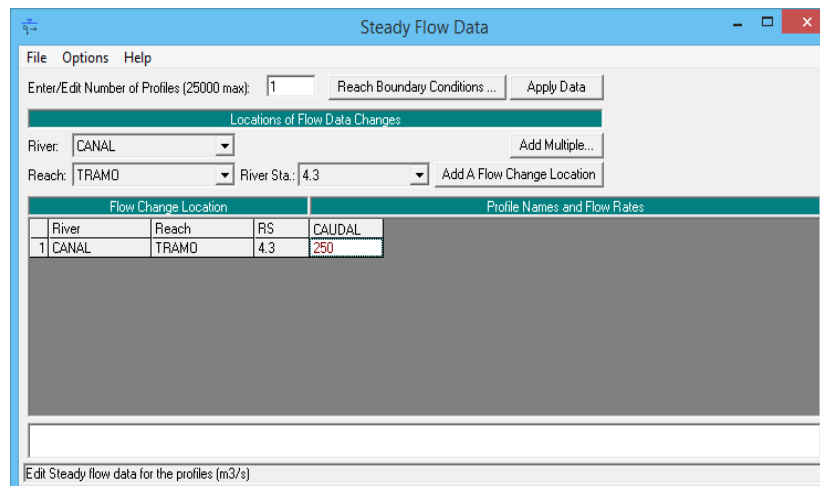 Steady Flow Data
File Options Help
Enter/Edit Number of Profiles (25000 max): 1 Reach Boundary Conditions ... Apply Data
Locations of Flow Data Changes
River: CANAL Add Multiple...
Reach: TRAMO River Sta.: 4.3 Add A Flow Change Location
Flow Change Location Profile Names and Flow Rates
River Reach RS CAUDAL
1 CANAL TRAMO 4.3 250
Edit Steady flow data for the profiles (m3/s)